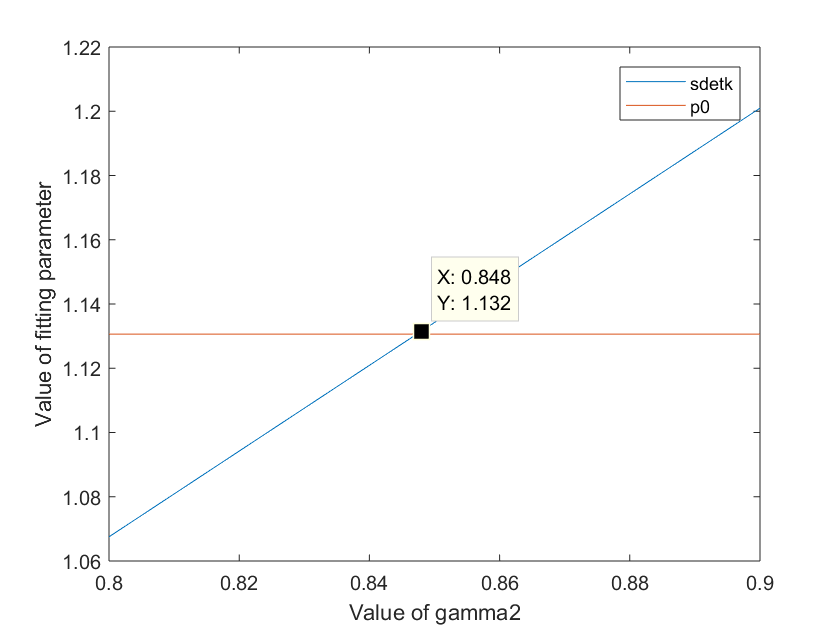 1.22
1.2
1.18
1.16
1.14
1.12
1.1
1.08
1.06
0.8
0.82
0.84
0.86
0.88
0.9
Value of fitting parameter
Value of gamma2
sdetk
p0
X: 0.848
Y: 1.132